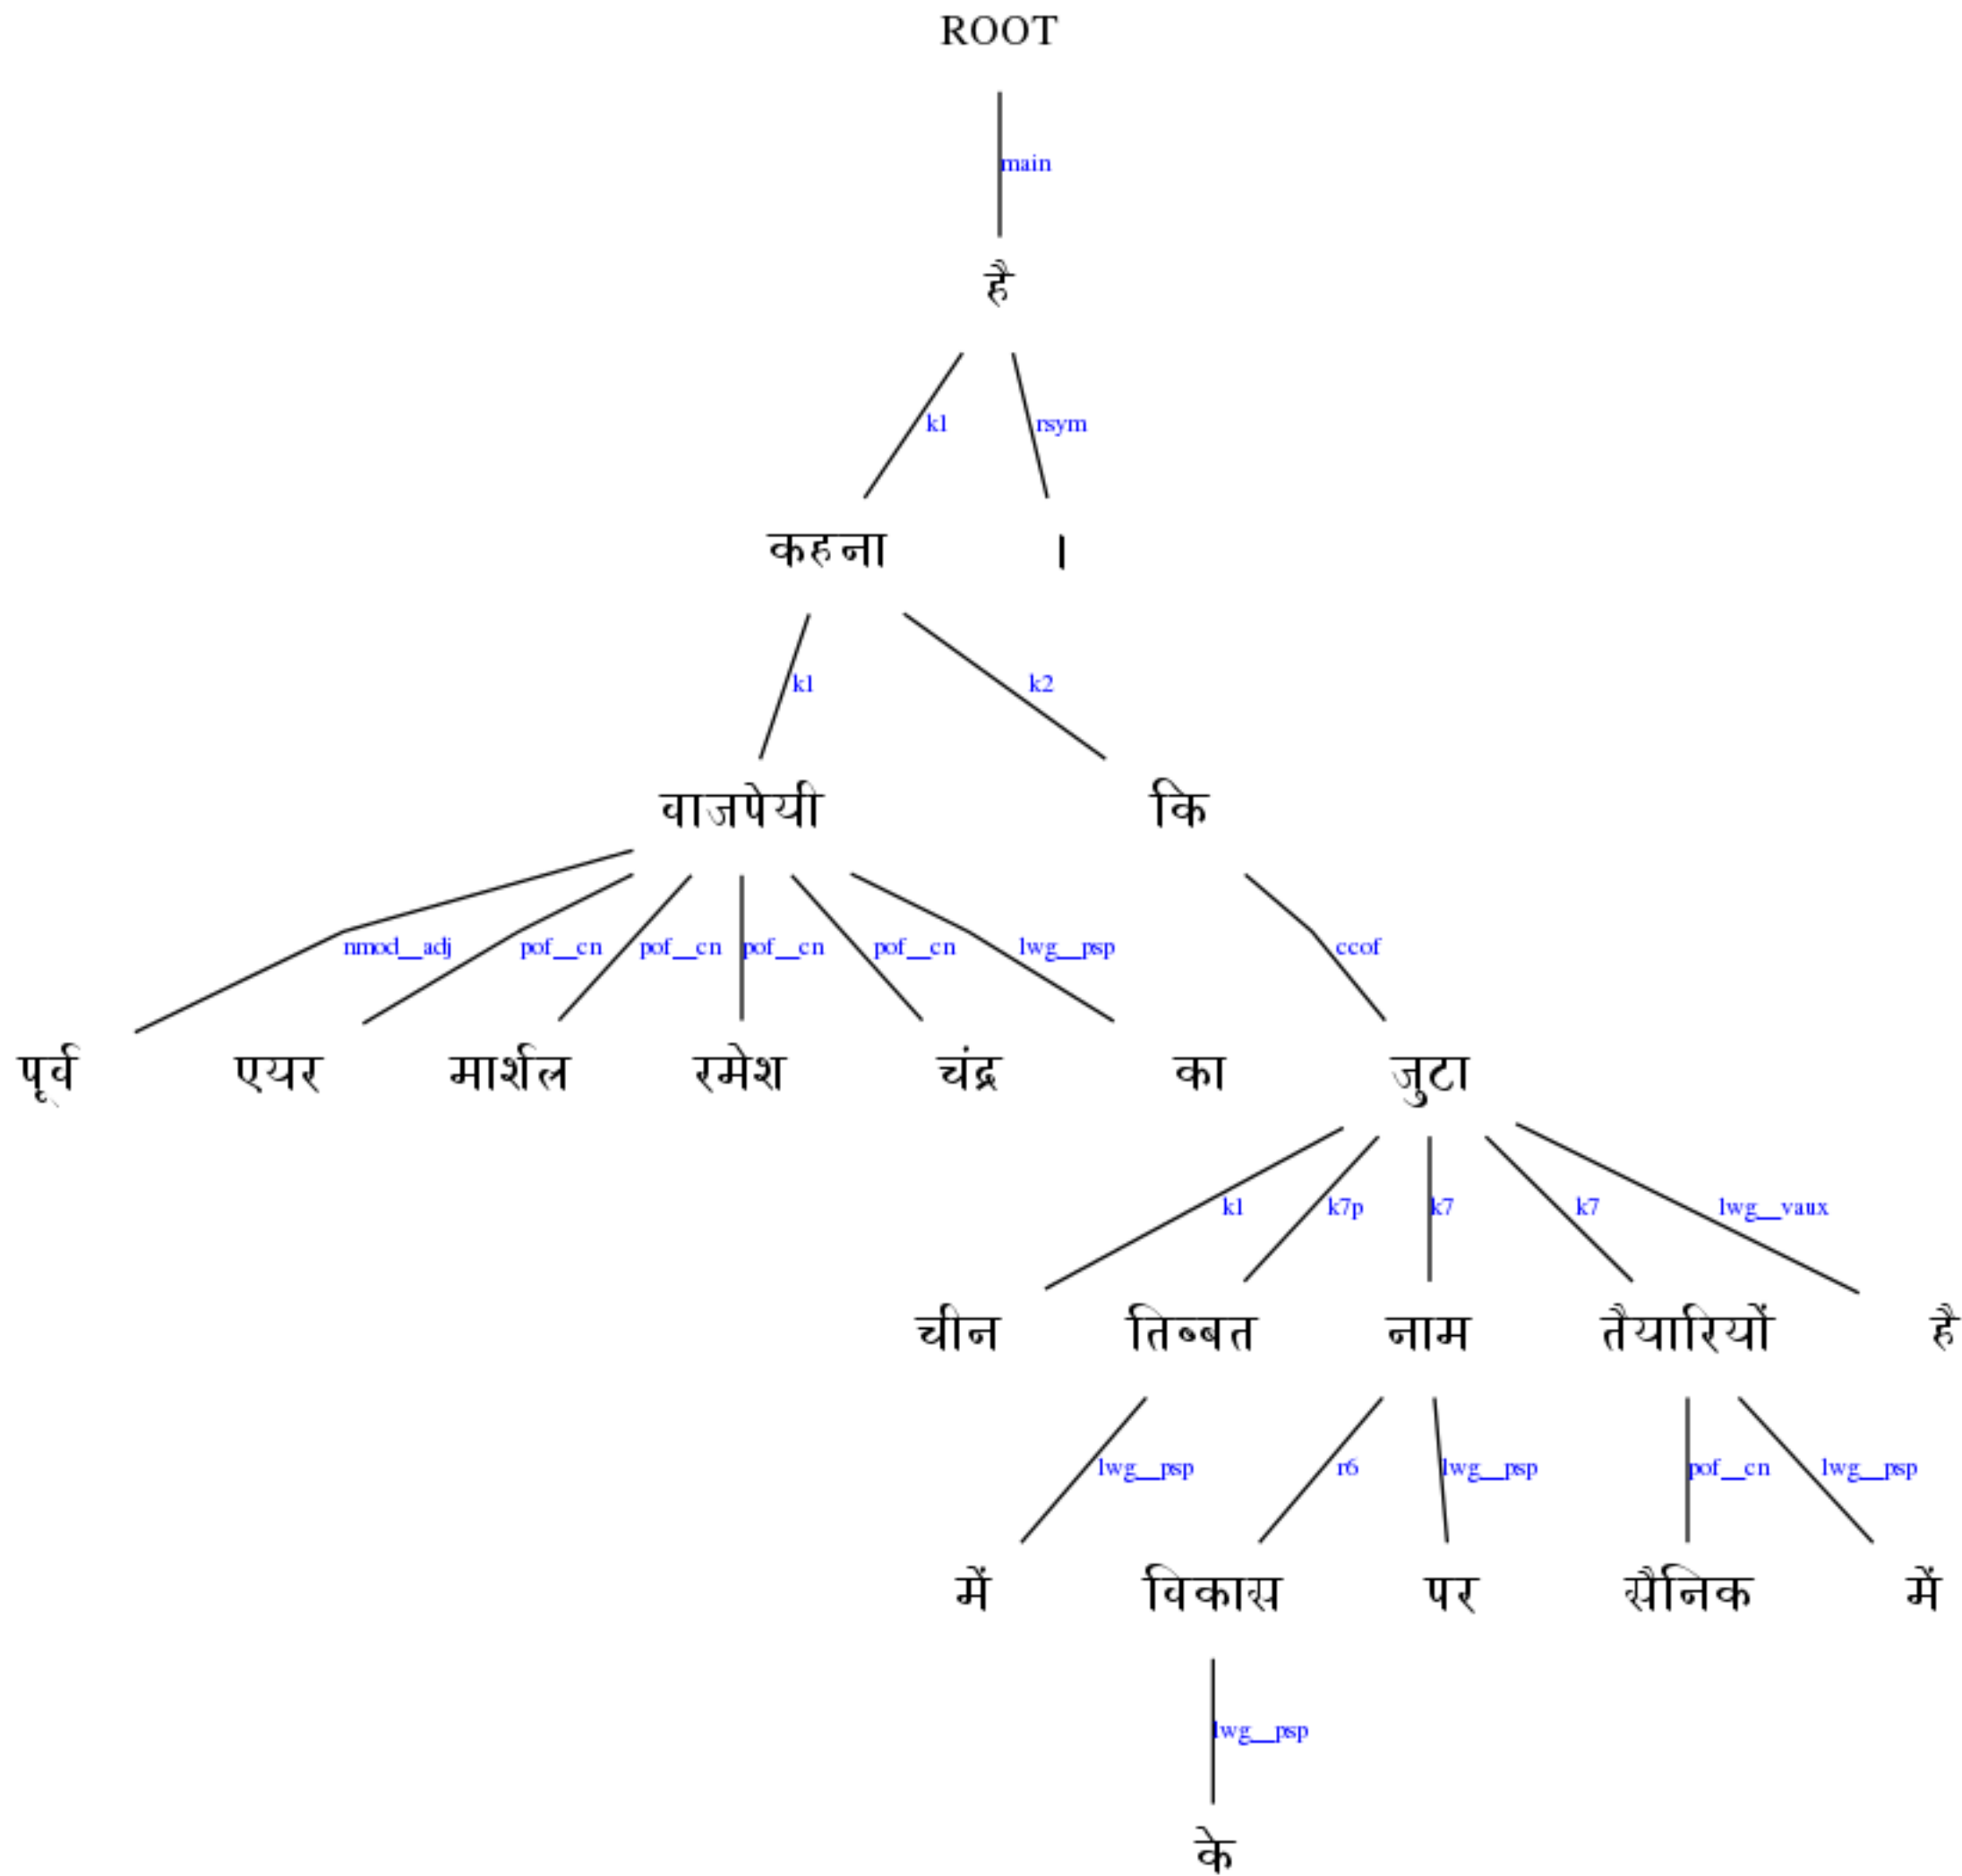 ROOT
main
है
k1 rsym
कहना ।
k1 k2
वाजपेयी कि
nmod__adj pof__cn pof__cn pof__cn pof__cn lwg__psp ccof
पूर्व एयर मार्शल रमेश चंद्र का जुटा
k1 k7p k7 k7 lwg__vaux
चीन तिब्बत नाम तैयारियों है
lwg__psp r6 lwg__psp pof__cn lwg__psp
में विकास पर सैनिक में
lwg__psp
के